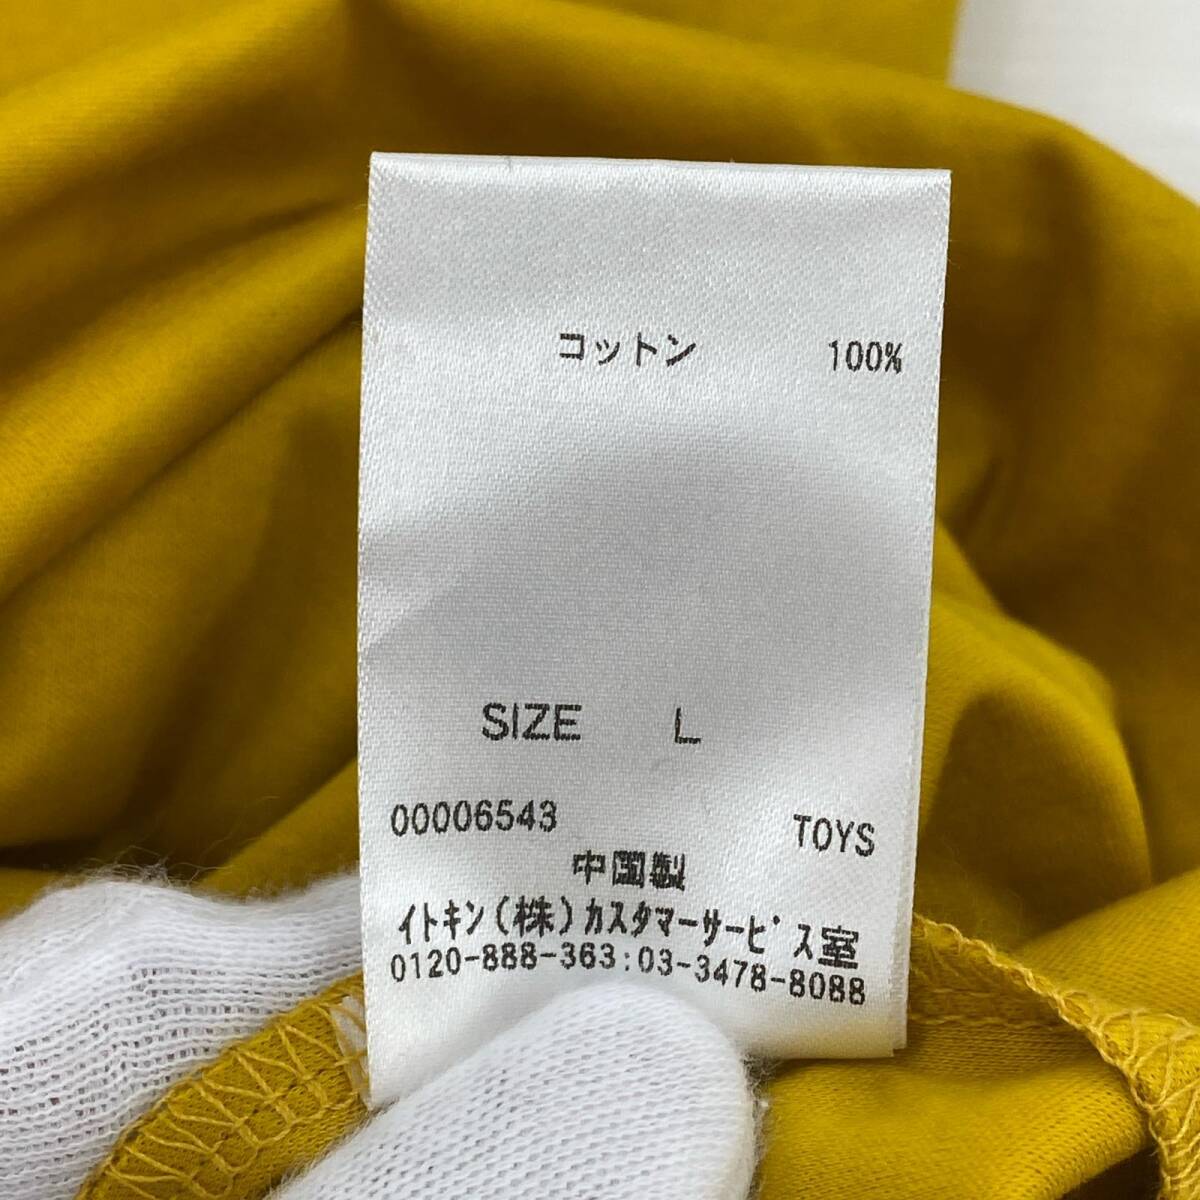 コットン 100%
SIZE L
00006543 TOYS
中国製
イトキン(株)カスタマーサービス室
0120-888-363:03-3478-8088